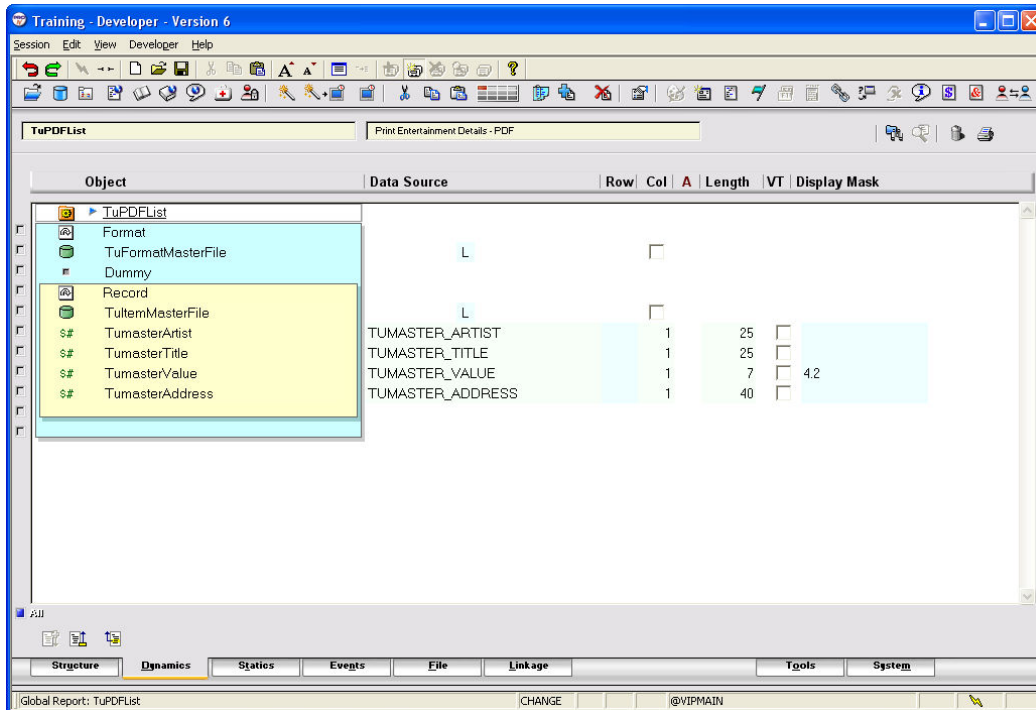 Training - Developer - Version 6
Session Edit View Developer Help
TuPDFList Print Entertainment Details - PDF
Object Data Source Row Col A Length VT Display Mask
TuPDFList
Format
TuFormatMasterFile L
Dummy
Record
TuItemMasterFile L
S# TumasterArtist TUMASTER_ARTIST 1 25
S# TumasterTitle TUMASTER_TITLE 1 25
S# TumasterValue TUMASTER_VALUE 1 7 4.2
S# TumasterAddress TUMASTER_ADDRESS 1 40
All
Structure Dynamics Statics Events File Linkage Tools System
Global Report: TuPDFList CHANGE @VIPMAIN